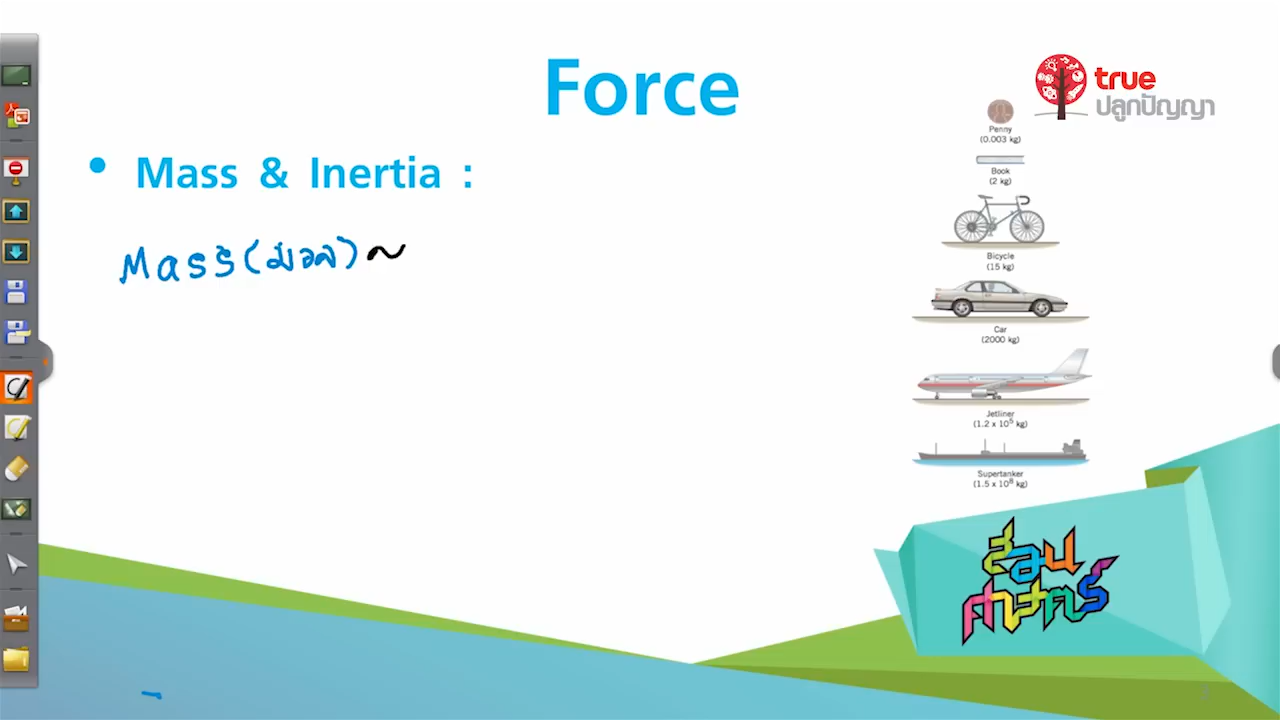 Force
true
ปลูกปัญญา
• Mass & Inertia :
Mass (มวล) ~
Penny
(0.003 kg)
Book
(2 kg)
Bicycle
(15 kg)
Car
(2000 kg)
Jetliner
(1.2 x 10⁵ kg)
Supertanker
(1.5 x 10⁸ kg)
สอน
ศาสตร์